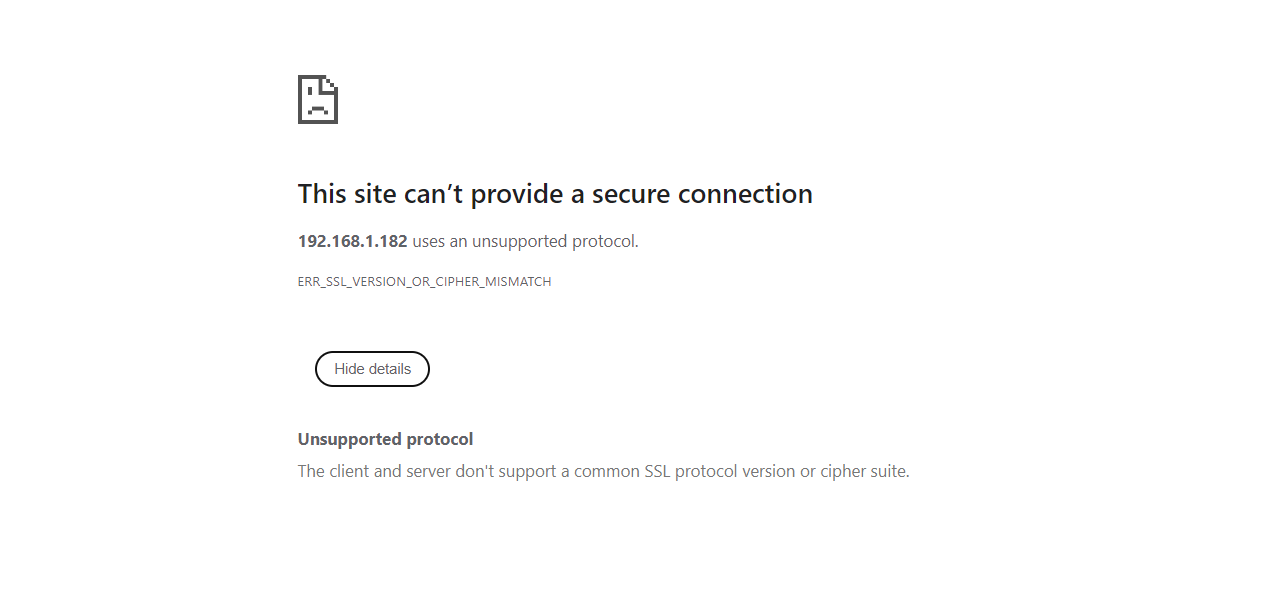 This site can’t provide a secure connection
192.168.1.182 uses an unsupported protocol.
ERR_SSL_VERSION_OR_CIPHER_MISMATCH
Hide details
Unsupported protocol
The client and server don't support a common SSL protocol version or cipher suite.